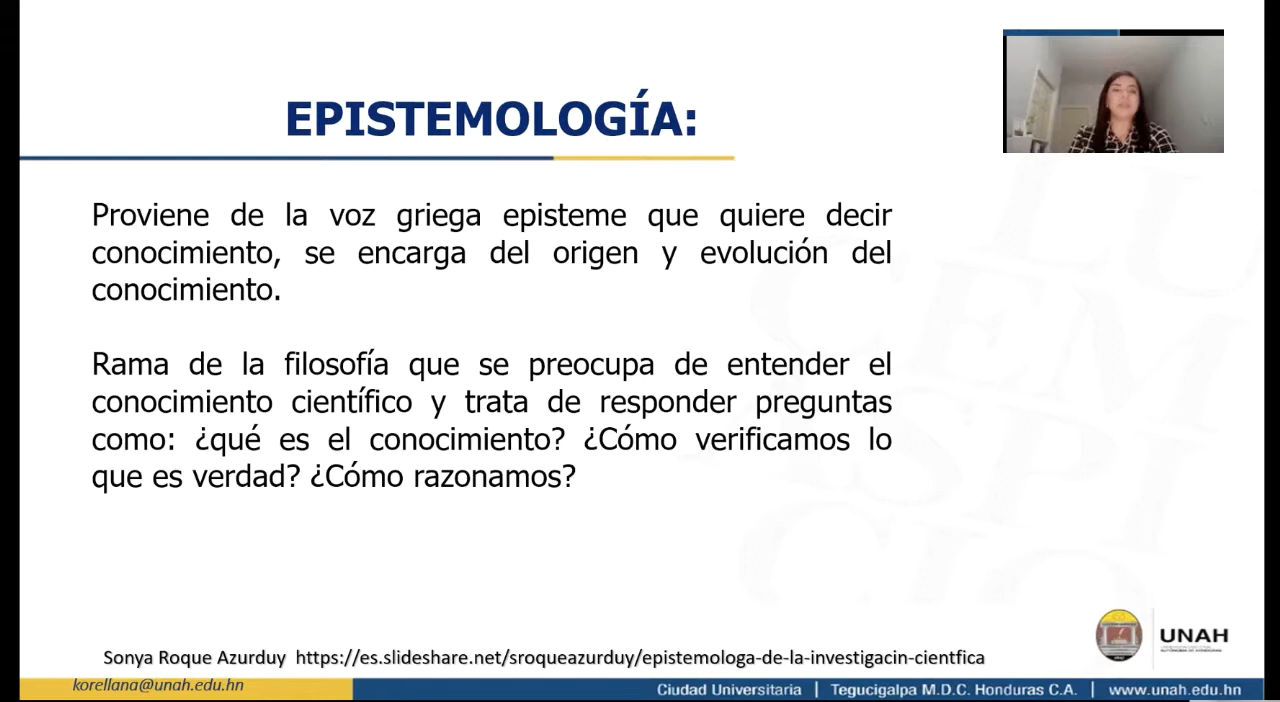 EPISTEMOLOGÍA:
Proviene de la voz griega episteme que quiere decir
conocimiento, se encarga del origen y evolución del
conocimiento.
Rama de la filosofía que se preocupa de entender el
conocimiento científico y trata de responder preguntas
como: ¿qué es el conocimiento? ¿Cómo verificamos lo
que es verdad? ¿Cómo razonamos?
UNAH
Sonya Roque Azurduy https://es.slideshare.net/sroqueazurduy/epistemologa-de-la-investigacin-cientfica
korellana@unah.edu.hn
Ciudad Universitaria | Tegucigalpa M.D.C. Honduras C.A. | www.unah.edu.hn